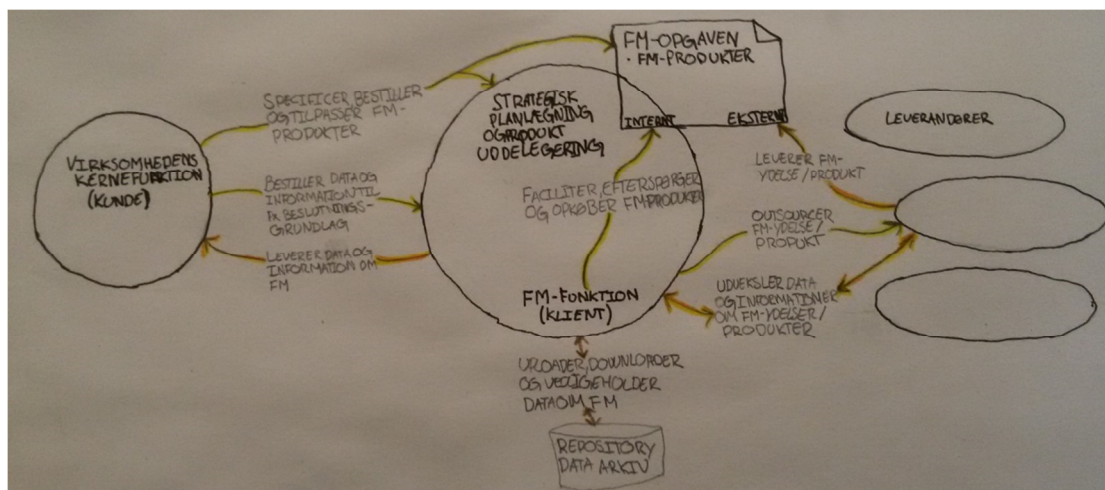 FM-OPGAVEN
• FM-PRODUKTER
INTERNT
EKSTERNT
SPECIFICER, BESTILLER
OG TILPASSER FM-
PRODUKTER
STRATEGISK
PLANLÆGNING
OG PRODUKT
UDDELEGERING
LEVERANDØRER
VIRKSOMHEDENS
KERNEFUNKTION
(KUNDE)
BESTILLER DATA OG
INFORMATION, TIL
FX BESLUTNINGS-
GRUNDLAG
LEVERER DATA OG
INFORMATION OM
FM
FACILITER, EFTERSPØRGER
OG OPKØBER FM PRODUKTER
LEVERER FM-
YDELSE/PRODUKT
OUTSOURCER
FM-YDELSE/
PRODUKT
FM-FUNKTION
(KLIENT)
UDVEKSLER DATA
OG INFORMATIONER
OM FM-YDELSER/
PRODUKTER
UPLOADER, DOWNLOADER
OG VEDLIGEHOLDER
DATA OM FM
REPOSITORY
DATA ARKIV